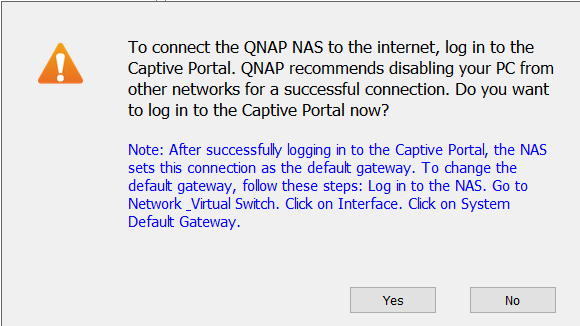 To connect the QNAP NAS to the internet, log in to the
Captive Portal. QNAP recommends disabling your PC from
other networks for a successful connection. Do you want
to log in to the Captive Portal now?
Note: After successfully logging in to the Captive Portal, the NAS
sets this connection as the default gateway. To change the
default gateway, follow these steps: Log in to the NAS. Go to
Network _Virtual Switch. Click on Interface. Click on System
Default Gateway.
Yes No